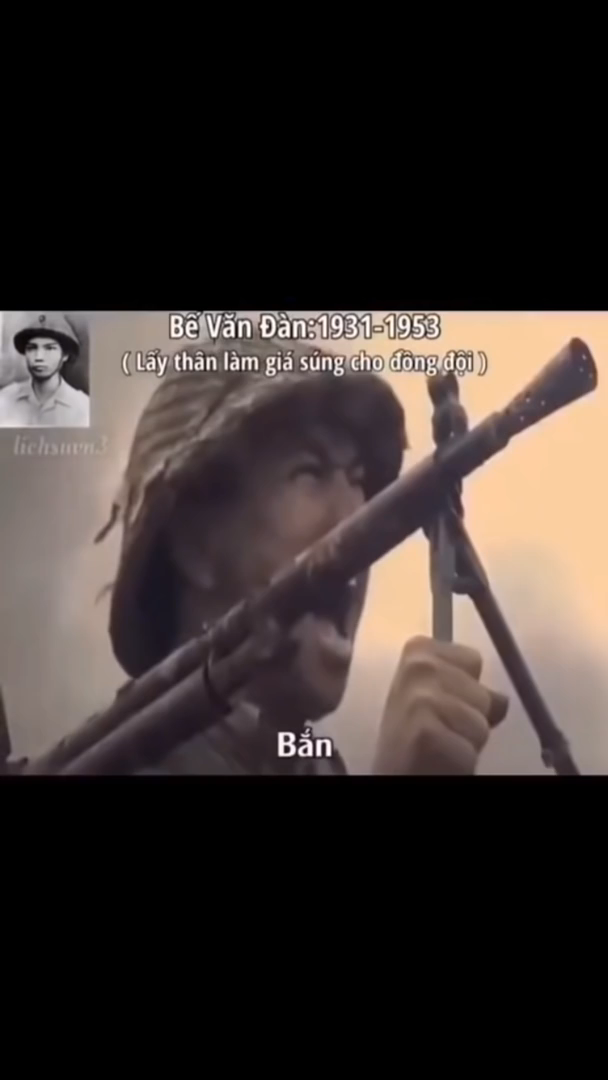 Bế Văn Đàn:1931-1953
( Lấy thân làm giá súng cho đồng đội )
lichsuvn3
Bắn